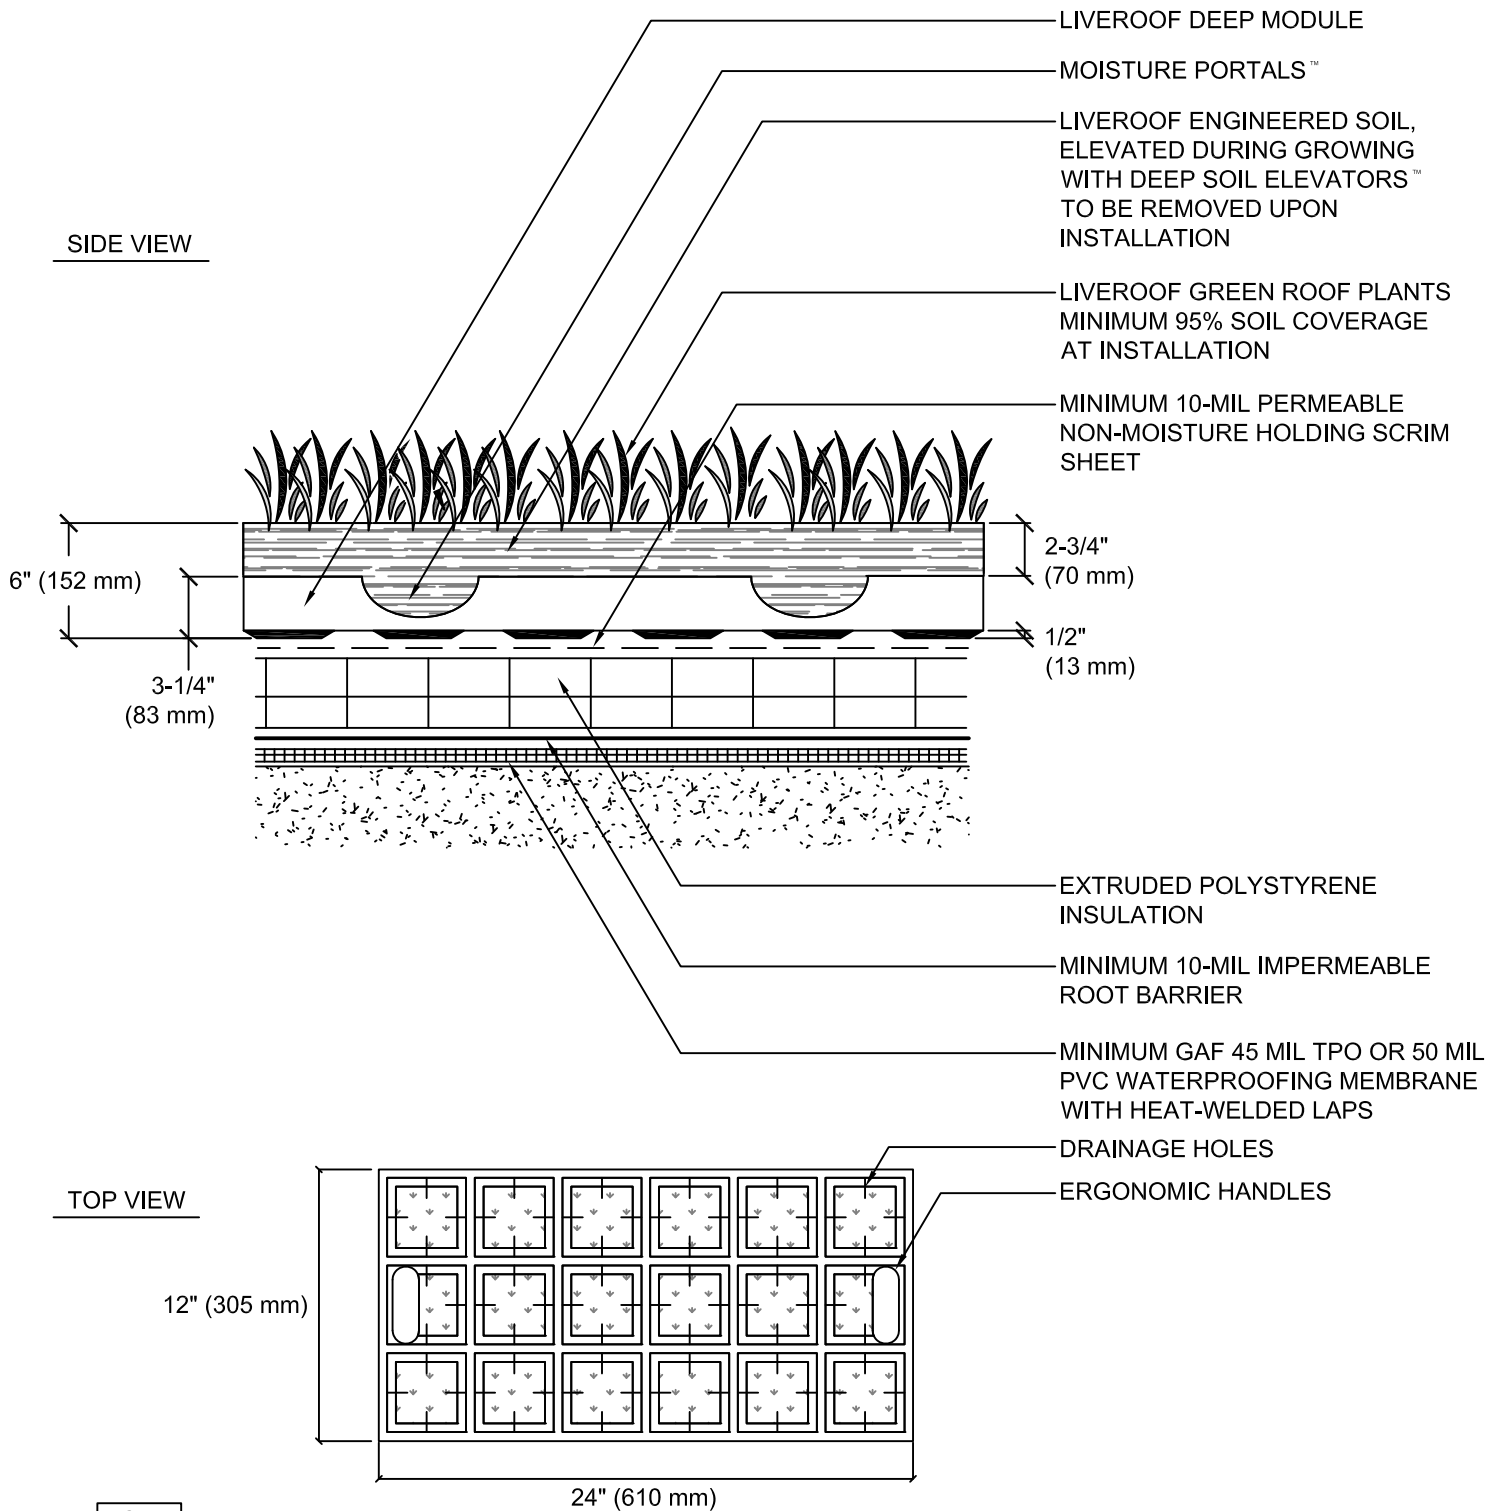 LIVEROOF DEEP MODULE
MOISTURE PORTALS™
LIVEROOF ENGINEERED SOIL,
ELEVATED DURING GROWING
WITH DEEP SOIL ELEVATORS™
TO BE REMOVED UPON
INSTALLATION
SIDE VIEW
LIVEROOF GREEN ROOF PLANTS
MINIMUM 95% SOIL COVERAGE
AT INSTALLATION
MINIMUM 10-MIL PERMEABLE
NON-MOISTURE HOLDING SCRIM
SHEET
6" (152 mm)
2-3/4"
(70 mm)
1/2"
(13 mm)
3-1/4"
(83 mm)
EXTRUDED POLYSTYRENE
INSULATION
MINIMUM 10-MIL IMPERMEABLE
ROOT BARRIER
MINIMUM GAF 45 MIL TPO OR 50 MIL
PVC WATERPROOFING MEMBRANE
WITH HEAT-WELDED LAPS
DRAINAGE HOLES
ERGONOMIC HANDLES
TOP VIEW
12" (305 mm)
24" (610 mm)